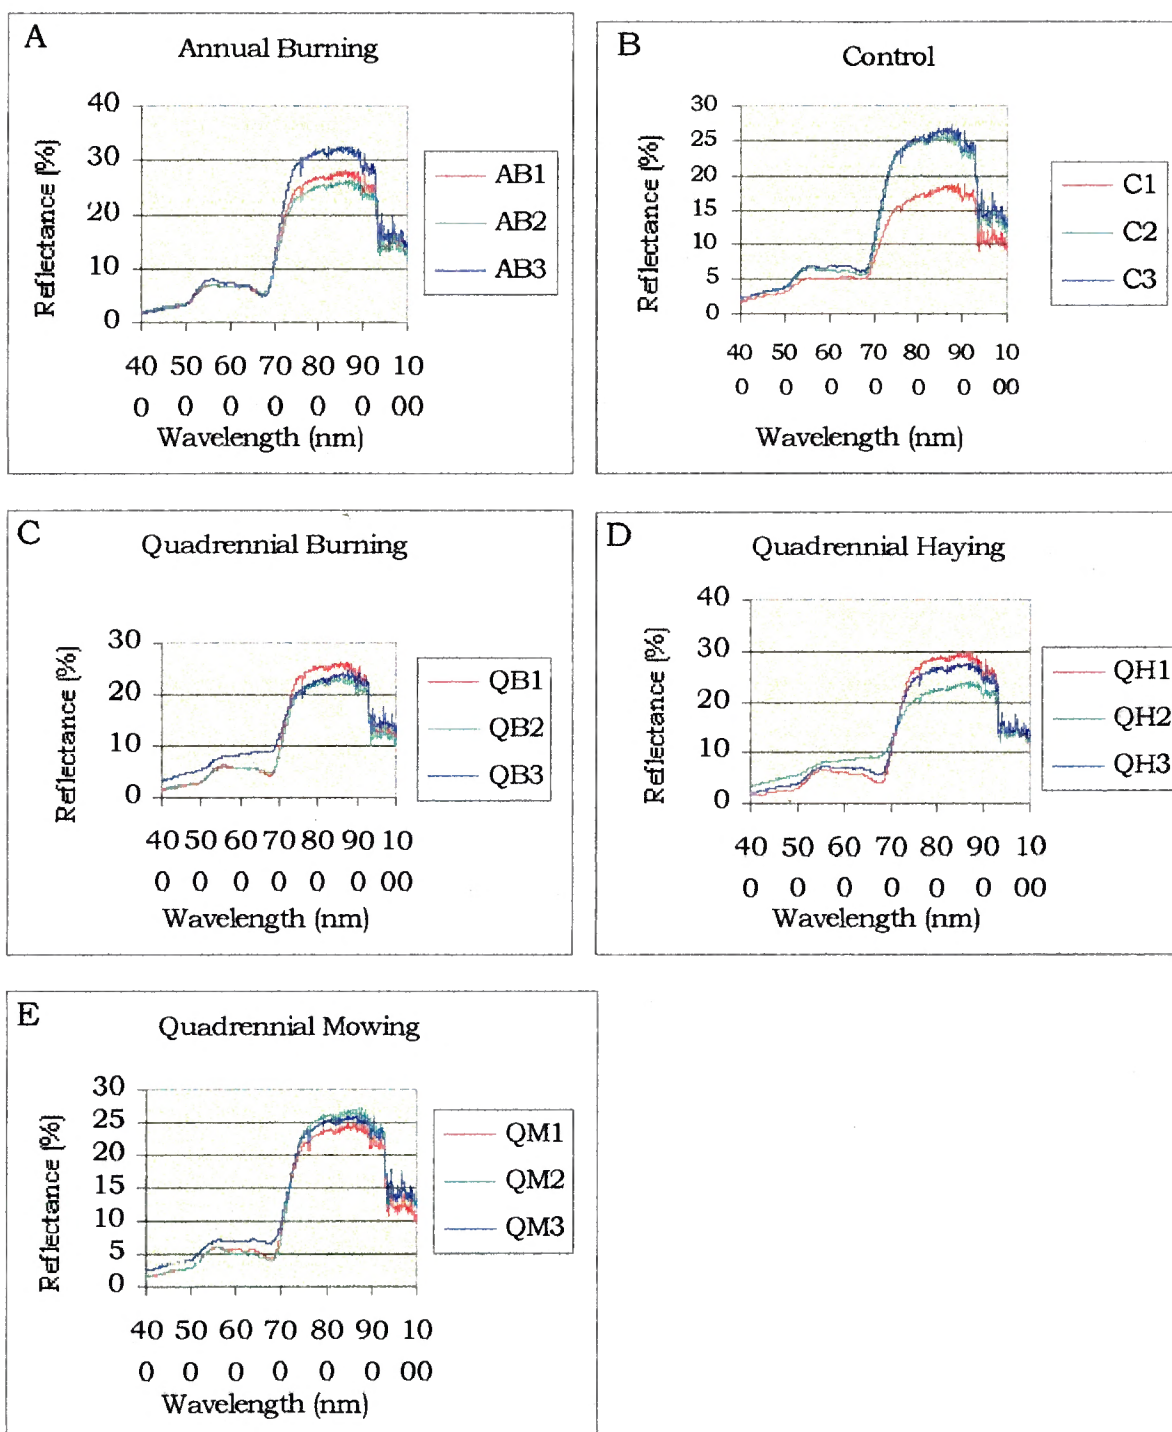 A
Annual Burning
Reflectance (%)
40
30
20
10
0
40 50 60 70 80 90 10
0 0 0 0 0 0 00
Wavelength (nm)
AB1
AB2
AB3
B
Control
Reflectance (%)
30
25
20
15
10
5
0
40 50 60 70 80 90 10
0 0 0 0 0 0 00
Wavelength (nm)
C1
C2
C3
C
Quadrennial Burning
Reflectance (%)
30
20
10
0
40 50 60 70 80 90 10
0 0 0 0 0 0 00
Wavelength (nm)
QB1
QB2
QB3
D
Quadrennial Haying
Reflectance (%)
40
30
20
10
0
40 50 60 70 80 90 10
0 0 0 0 0 0 00
Wavelength (nm)
QH1
QH2
QH3
E
Quadrennial Mowing
Reflectance (%)
30
25
20
15
10
5
0
40 50 60 70 80 90 10
0 0 0 0 0 0 00
Wavelength (nm)
QM1
QM2
QM3